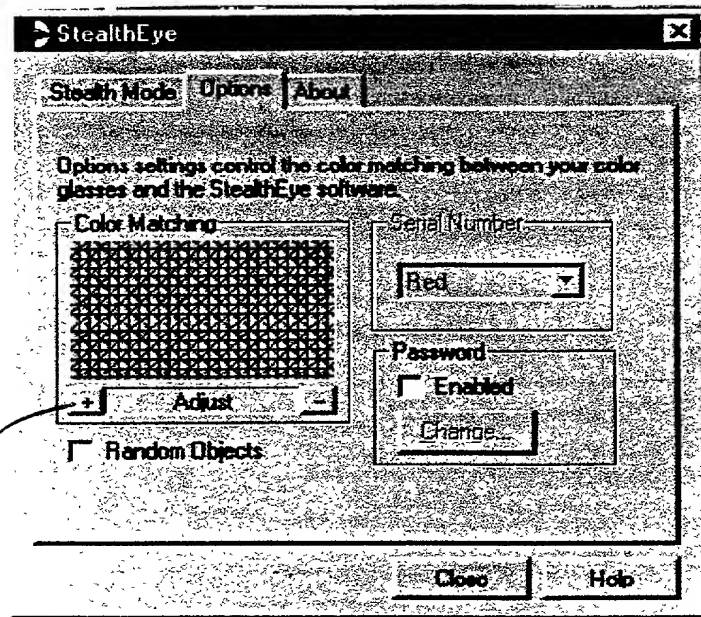 StealthEye
Stealth Mode Options About
Options settings control the color matching between your color
glasses and the StealthEye software.
Color Matching
Serial Number
Red
+ Adjust -
Random Objects
Password
Enabled
Change...
Close Help